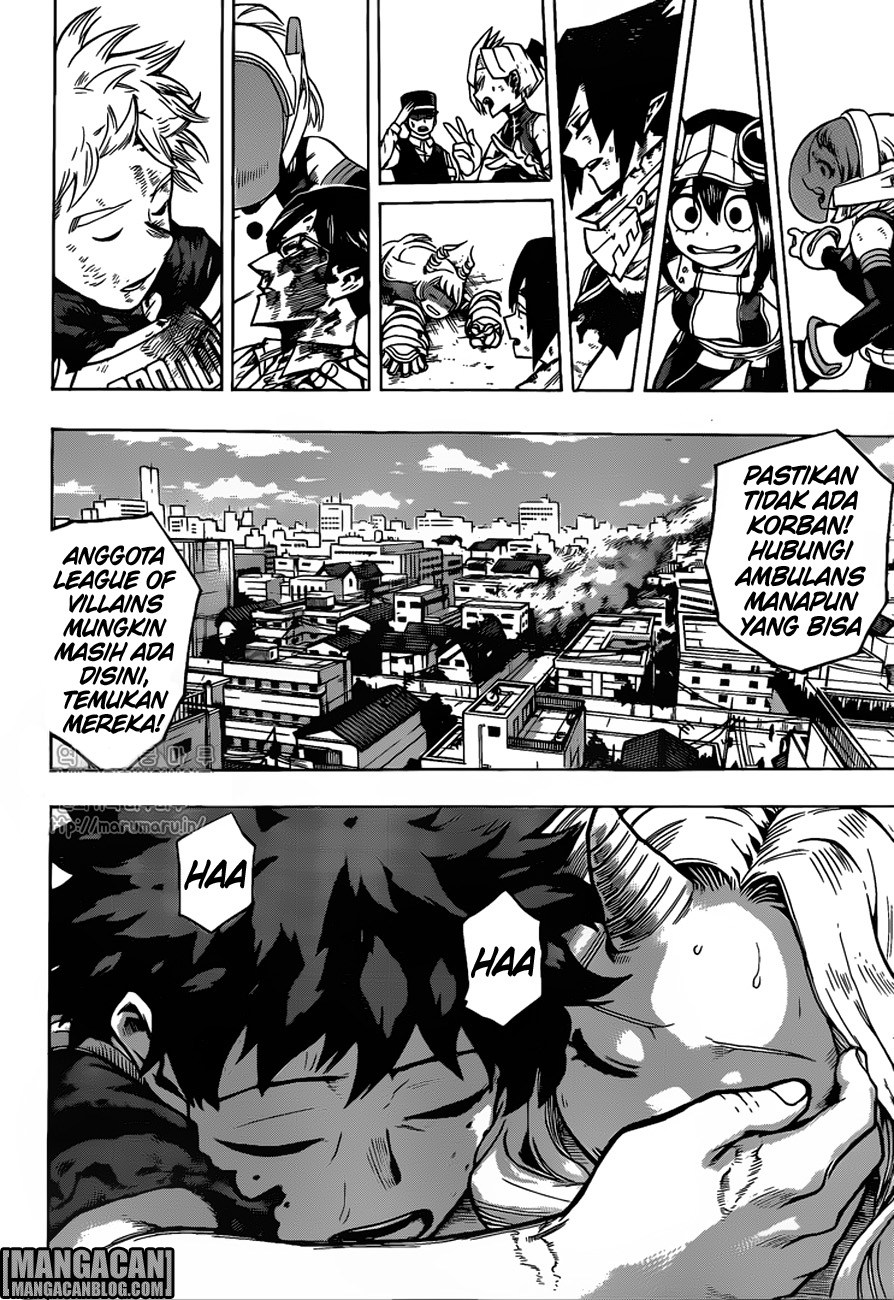 PASTIKAN
TIDAK ADA
KORBAN!
HUBUNGI
AMBULANS
MANAPUN
YANG BISA
ANGGOTA
LEAGUE OF
VILLAINS
MUNGKIN
MASIH ADA
DISINI,
TEMUKAN
MEREKA!
http://marumaru.in/
HAA
HAA
[MANGACAN]
MANGACANBLOG.COM